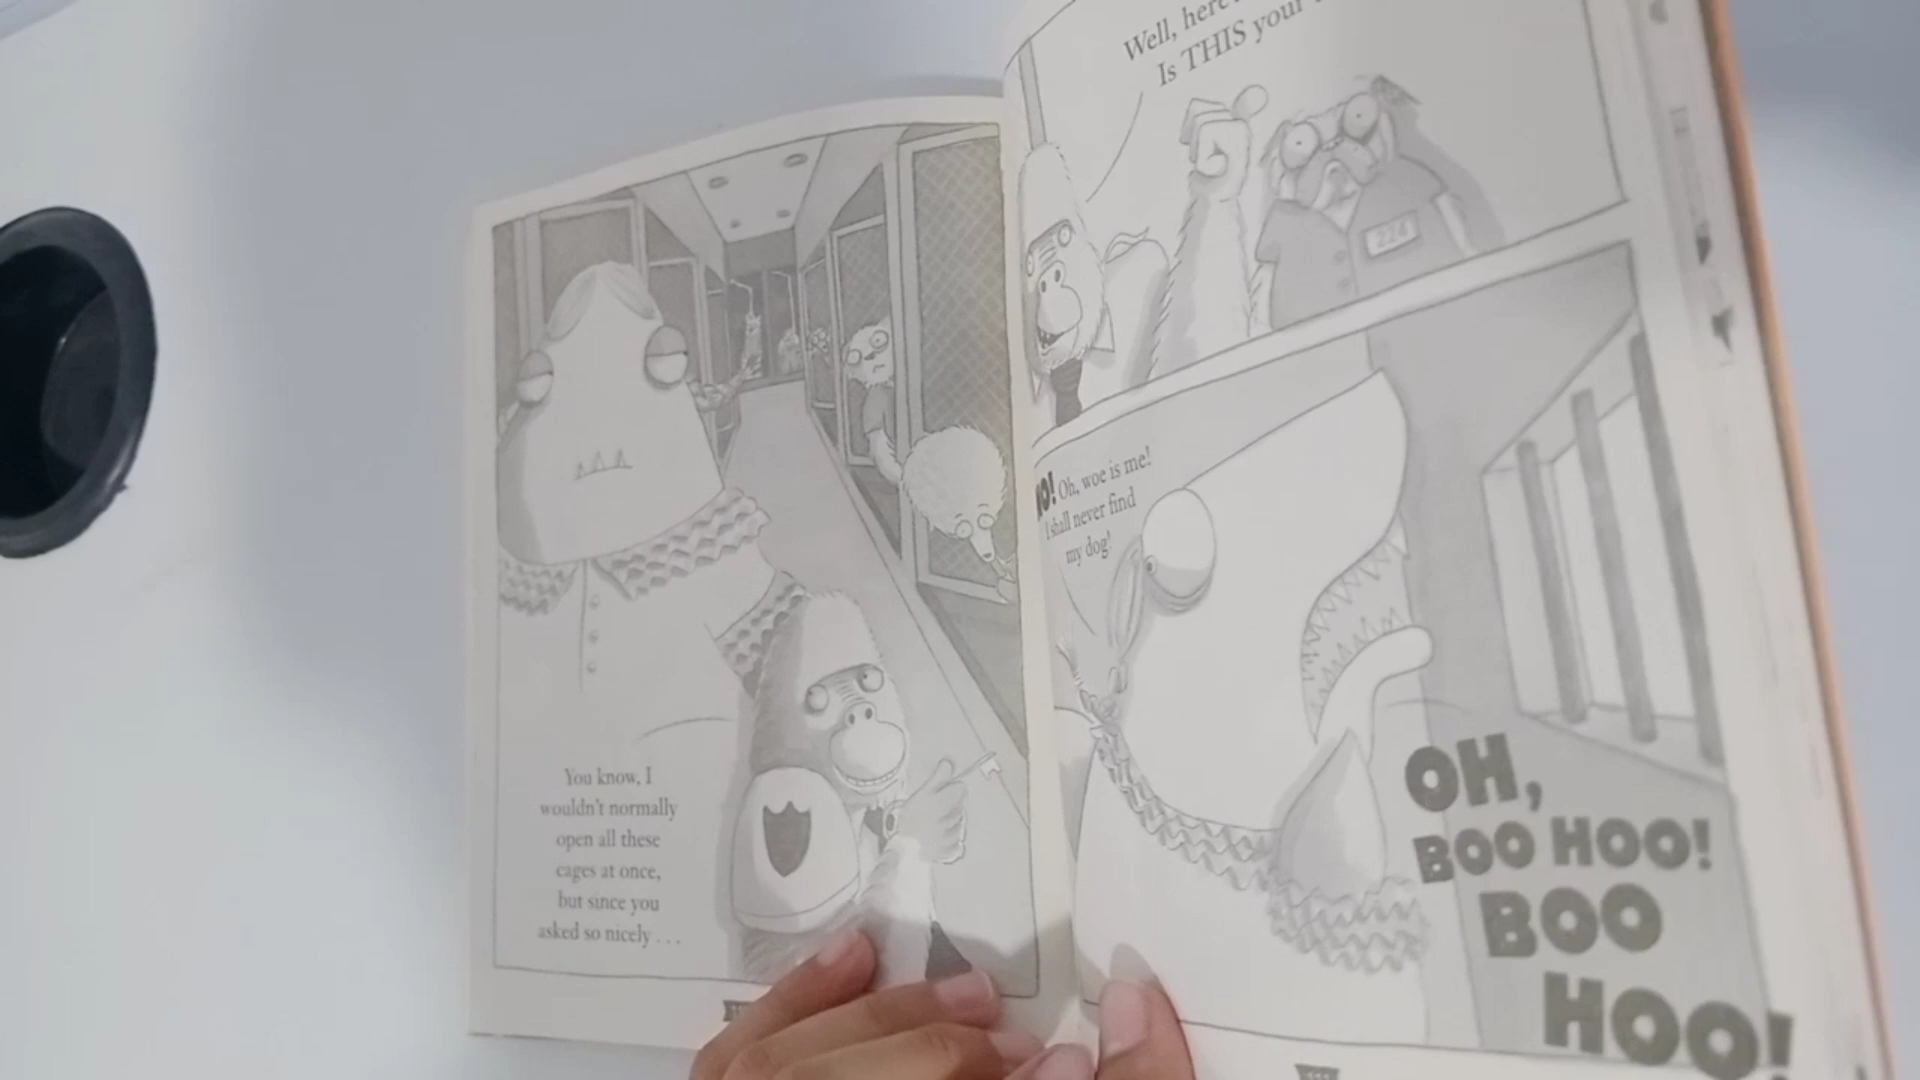 You know, I
wouldn't normally
open all these
cages at once,
but since you
asked so nicely . . .
Well,
Is THIS your
224
Oh, woe is me!
I shall never find
my dog!
OH,
BOO HOO!
BOO
HOO!